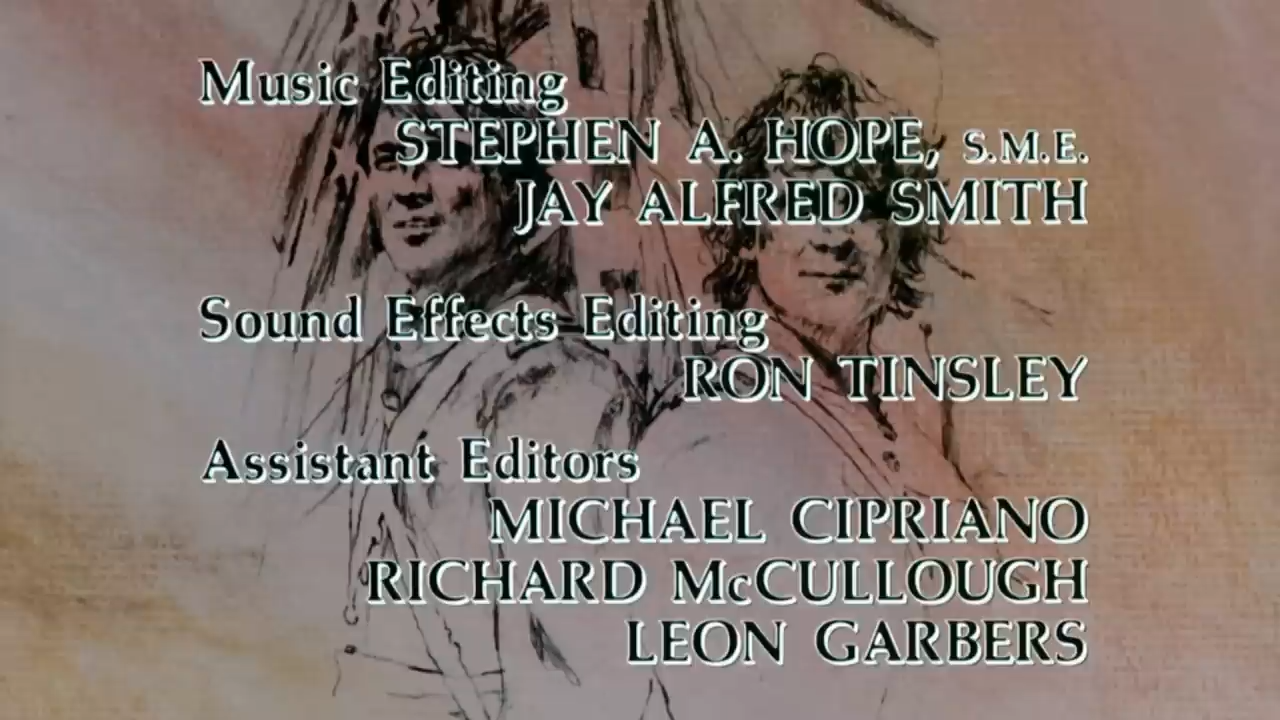 Music Editing
STEPHEN A. HOPE, S.M.E.
JAY ALFRED SMITH
Sound Effects Editing
RON TINSLEY
Assistant Editors
MICHAEL CIPRIANO
RICHARD McCULLOUGH
LEON GARBERS